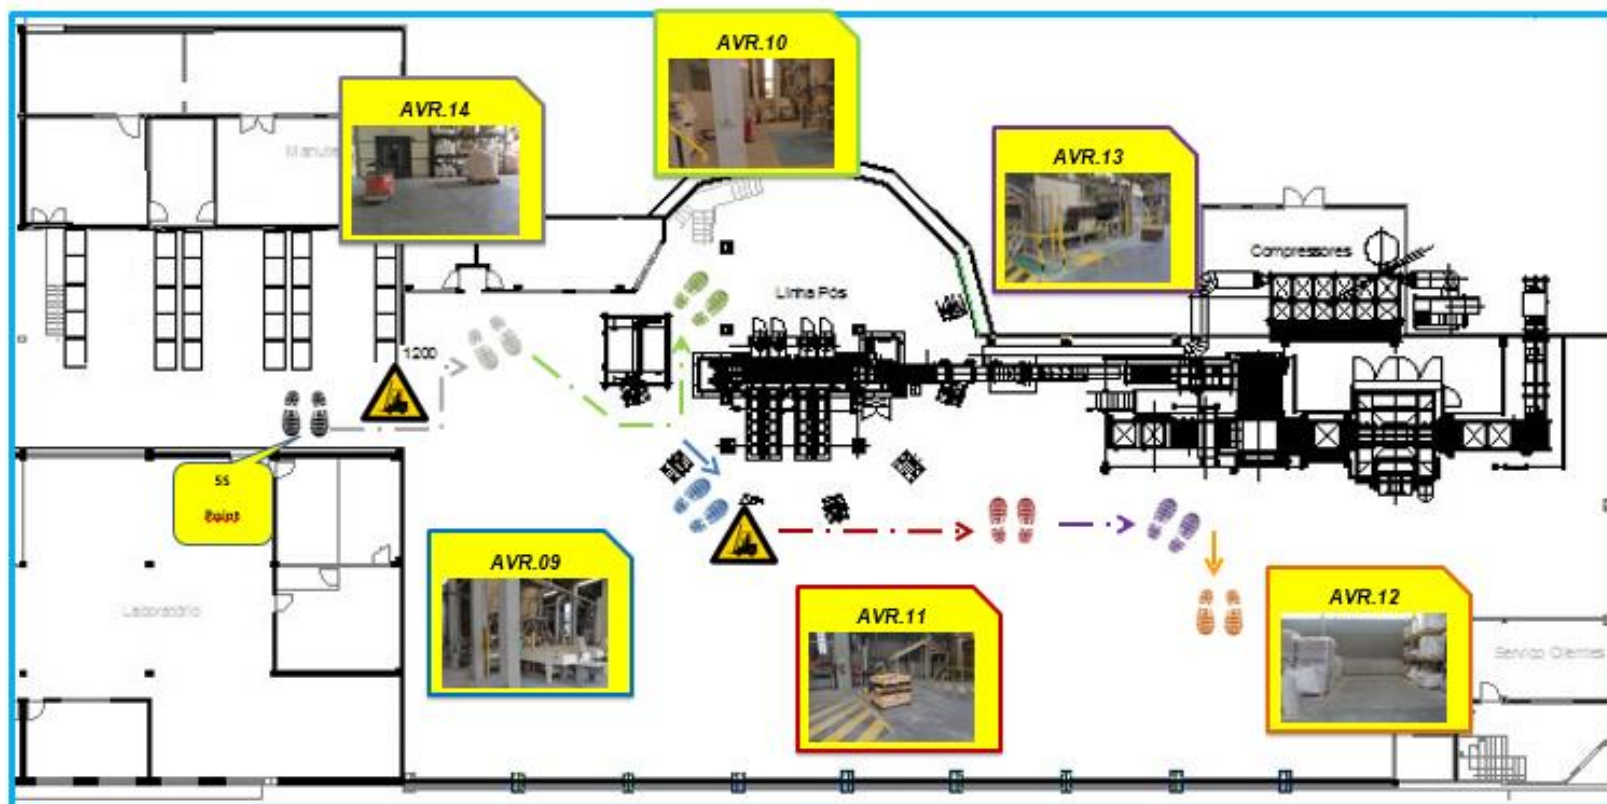 AVR.10
AVR.14
AVR.13
Manute
Compressores
Linha Pós
1200
5S
Point
AVR.09
AVR.11
AVR.12
Laboratório
Serviço Clientes